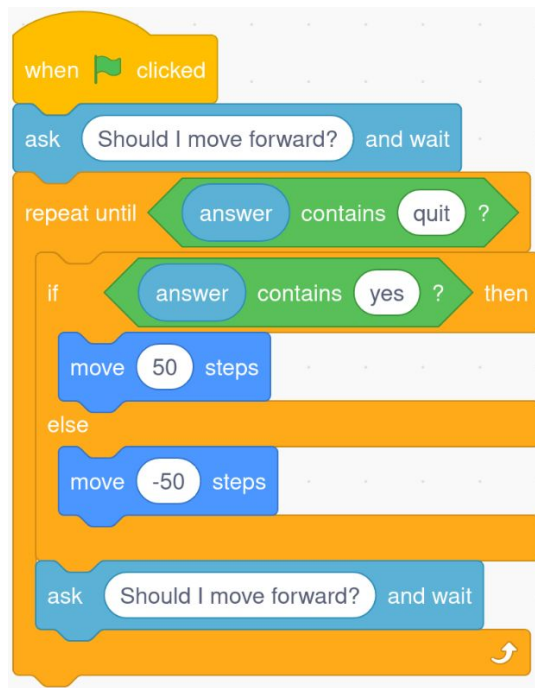 when clicked
ask Should I move forward? and wait
repeat until answer contains quit ?
if answer contains yes ? then
move 50 steps
else
move -50 steps
ask Should I move forward? and wait